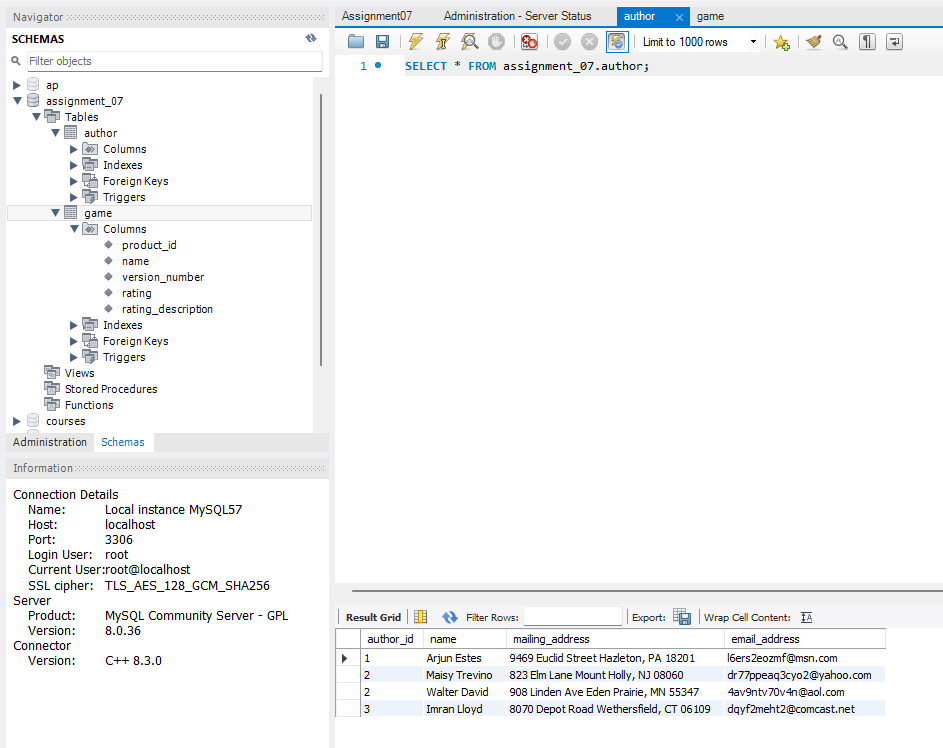 Navigator
SCHEMAS
Filter objects
ap
assignment_07
Tables
author
Columns
Indexes
Foreign Keys
Triggers
game
Columns
product_id
name
version_number
rating
rating_description
Indexes
Foreign Keys
Triggers
Views
Stored Procedures
Functions
courses
Administration Schemas
Information
Connection Details
Name: Local instance MySQL57
Host: localhost
Port: 3306
Login User: root
Current User:root@localhost
SSL cipher: TLS_AES_128_GCM_SHA256
Server
Product: MySQL Community Server - GPL
Version: 8.0.36
Connector
Version: C++ 8.3.0
Assignment07 Administration - Server Status author game
Limit to 1000 rows
1 SELECT * FROM assignment_07.author;
Result Grid Filter Rows: Export: Wrap Cell Content:
author_id name mailing_address email_address
1 Arjun Estes 9469 Euclid Street Hazleton, PA 18201 l6ers2eozmf@msn.com
2 Maisy Trevino 823 Elm Lane Mount Holly, NJ 08060 dr77ppeaq3cyo2@yahoo.com
2 Walter David 908 Linden Ave Eden Prairie, MN 55347 4av9ntv70v4n@aol.com
3 Imran Lloyd 8070 Depot Road Wethersfield, CT 06109 dqyf2meht2@comcast.net